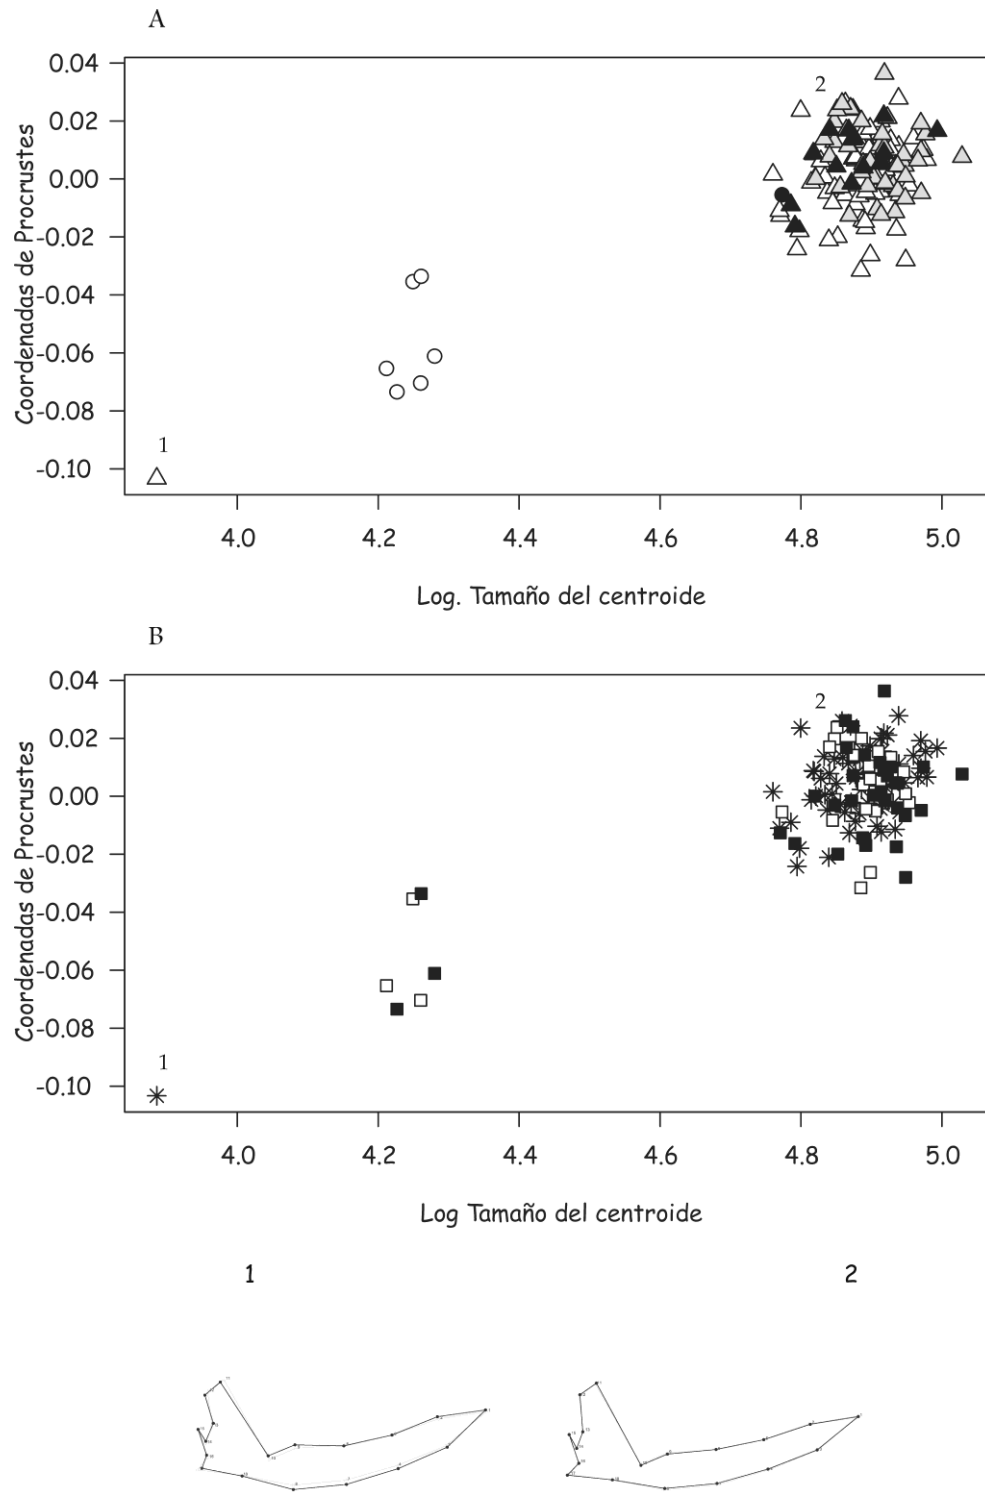 A
0.04
0.02
0.00
-0.02
-0.04
-0.06
-0.08
-0.10
Coordenadas de Procrustes
2
1
4.0 4.2 4.4 4.6 4.8 5.0
Log. Tamaño del centroide
B
0.04
0.02
0.00
-0.02
-0.04
-0.06
-0.08
-0.10
Coordenadas de Procrustes
2
1
4.0 4.2 4.4 4.6 4.8 5.0
Log Tamaño del centroide
1 2